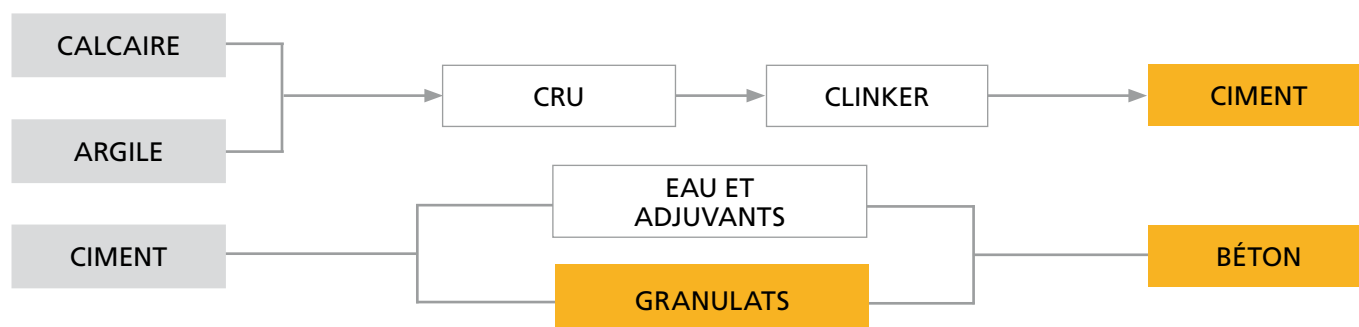 CALCAIRE
CRU
CLINKER
CIMENT
ARGILE
EAU ET
ADJUVANTS
CIMENT
BÉTON
GRANULATS